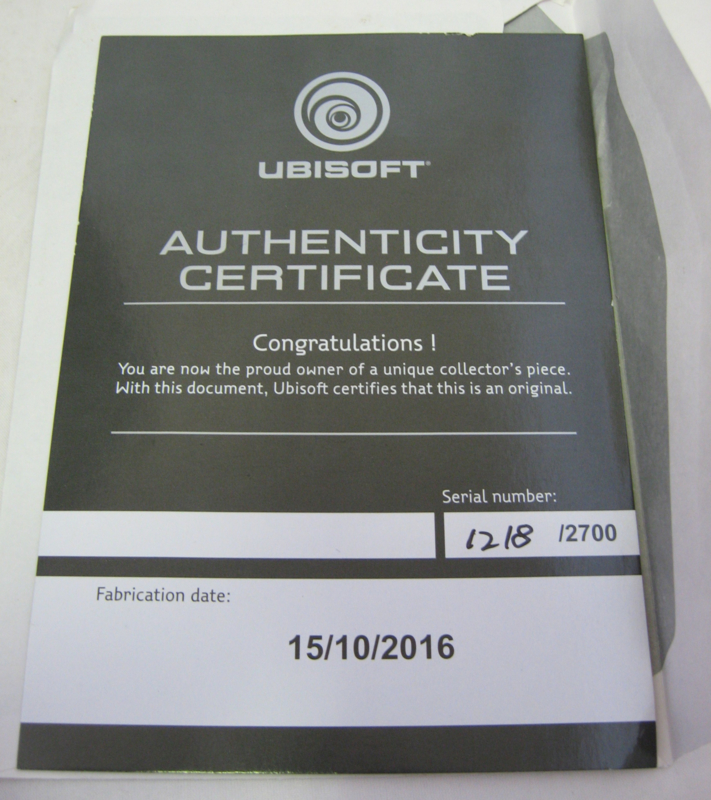 UBISOFT®
AUTHENTICITY
CERTIFICATE
Congratulations !
You are now the proud owner of a unique collector's piece.
With this document, Ubisoft certifies that this is an original.
Serial number:
1218 /2700
Fabrication date:
15/10/2016